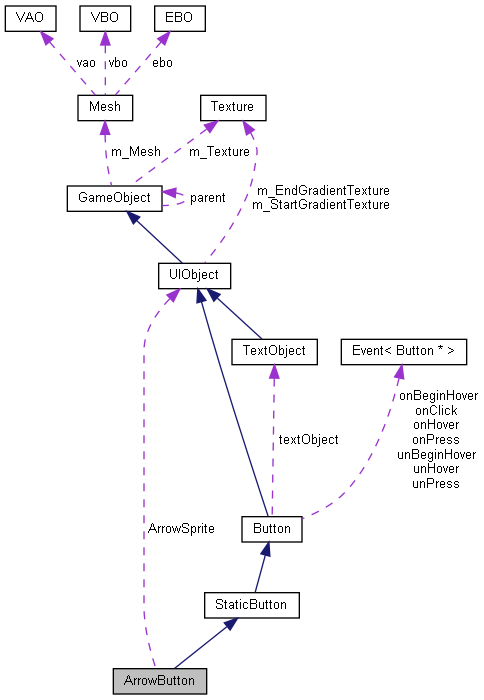 VAO
VBO
EBO
vao
vbo
ebo
Mesh
Texture
m_Mesh
m_Texture
GameObject
parent
m_EndGradientTexture
m_StartGradientTexture
UIObject
TextObject
Event< Button * >
onBeginHover
onClick
onHover
onPress
unBeginHover
unHover
unPress
textObject
ArrowSprite
Button
StaticButton
ArrowButton